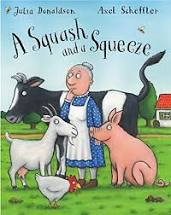 Julia Donaldson Axel Scheffler
A Squash and a Squeeze